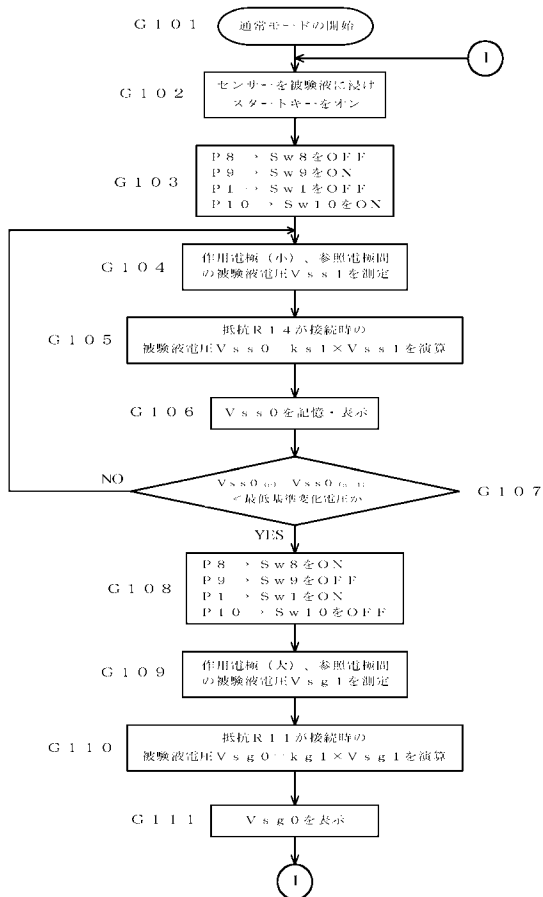 G101
通常モードの開始
1
G102
センサーを被験液に浸け
スタートキーをオン
G103
P8 → Sw8をOFF
P9 → Sw9をON
P1 → Sw1をOFF
P10 → Sw10をON
G104
作用電極（小）、参照電極間
の被験液電圧Vss1を測定
G105
抵抗R14が接続時の
被験液電圧Vss0 ks1×Vss1を演算
G106
Vss0を記憶・表示
NO
Vss0 Vss0
＜最低基準変化電圧か
G107
YES
G108
P8 → Sw8をON
P9 → Sw9をOFF
P1 → Sw1をON
P10 → Sw10をOFF
G109
作用電極（大）、参照電極間
の被験液電圧Vsg1を測定
G110
抵抗R11が接続時の
被験液電圧Vsg0 kg1×Vsg1を演算
G111
Vsg0を表示
1